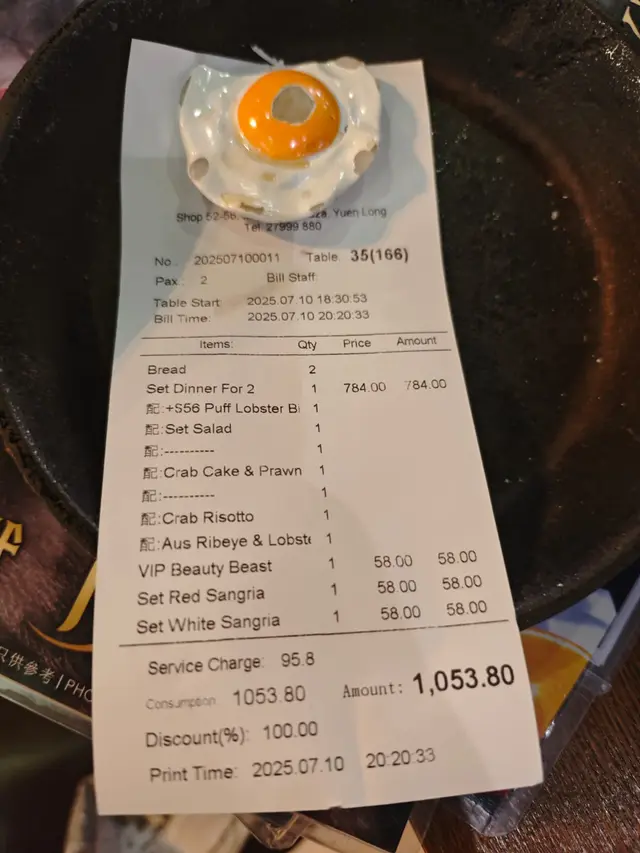 Shop 52-56, Yuen Long
Tel: 27999 880
No.: 202507100011 Table: 35(166)
Pax: 2 Bill Staff:
Table Start: 2025.07.10 18:30:53
Bill Time: 2025.07.10 20:20:33
Items: Qty Price Amount
Bread 2
Set Dinner For 2 1 784.00 784.00
配:+S56 Puff Lobster Bi 1
配:Set Salad 1
配:---------- 1
配:Crab Cake & Prawn 1
配:---------- 1
配:Crab Risotto 1
配:Aus Ribeye & Lobste 1
VIP Beauty Beast 1 58.00 58.00
Set Red Sangria 1 58.00 58.00
Set White Sangria 1 58.00 58.00
Service Charge: 95.8
Consumption: 1053.80 Amount: 1,053.80
Discount(%): 100.00
Print Time: 2025.07.10 20:20:33
只供參考 | PHO